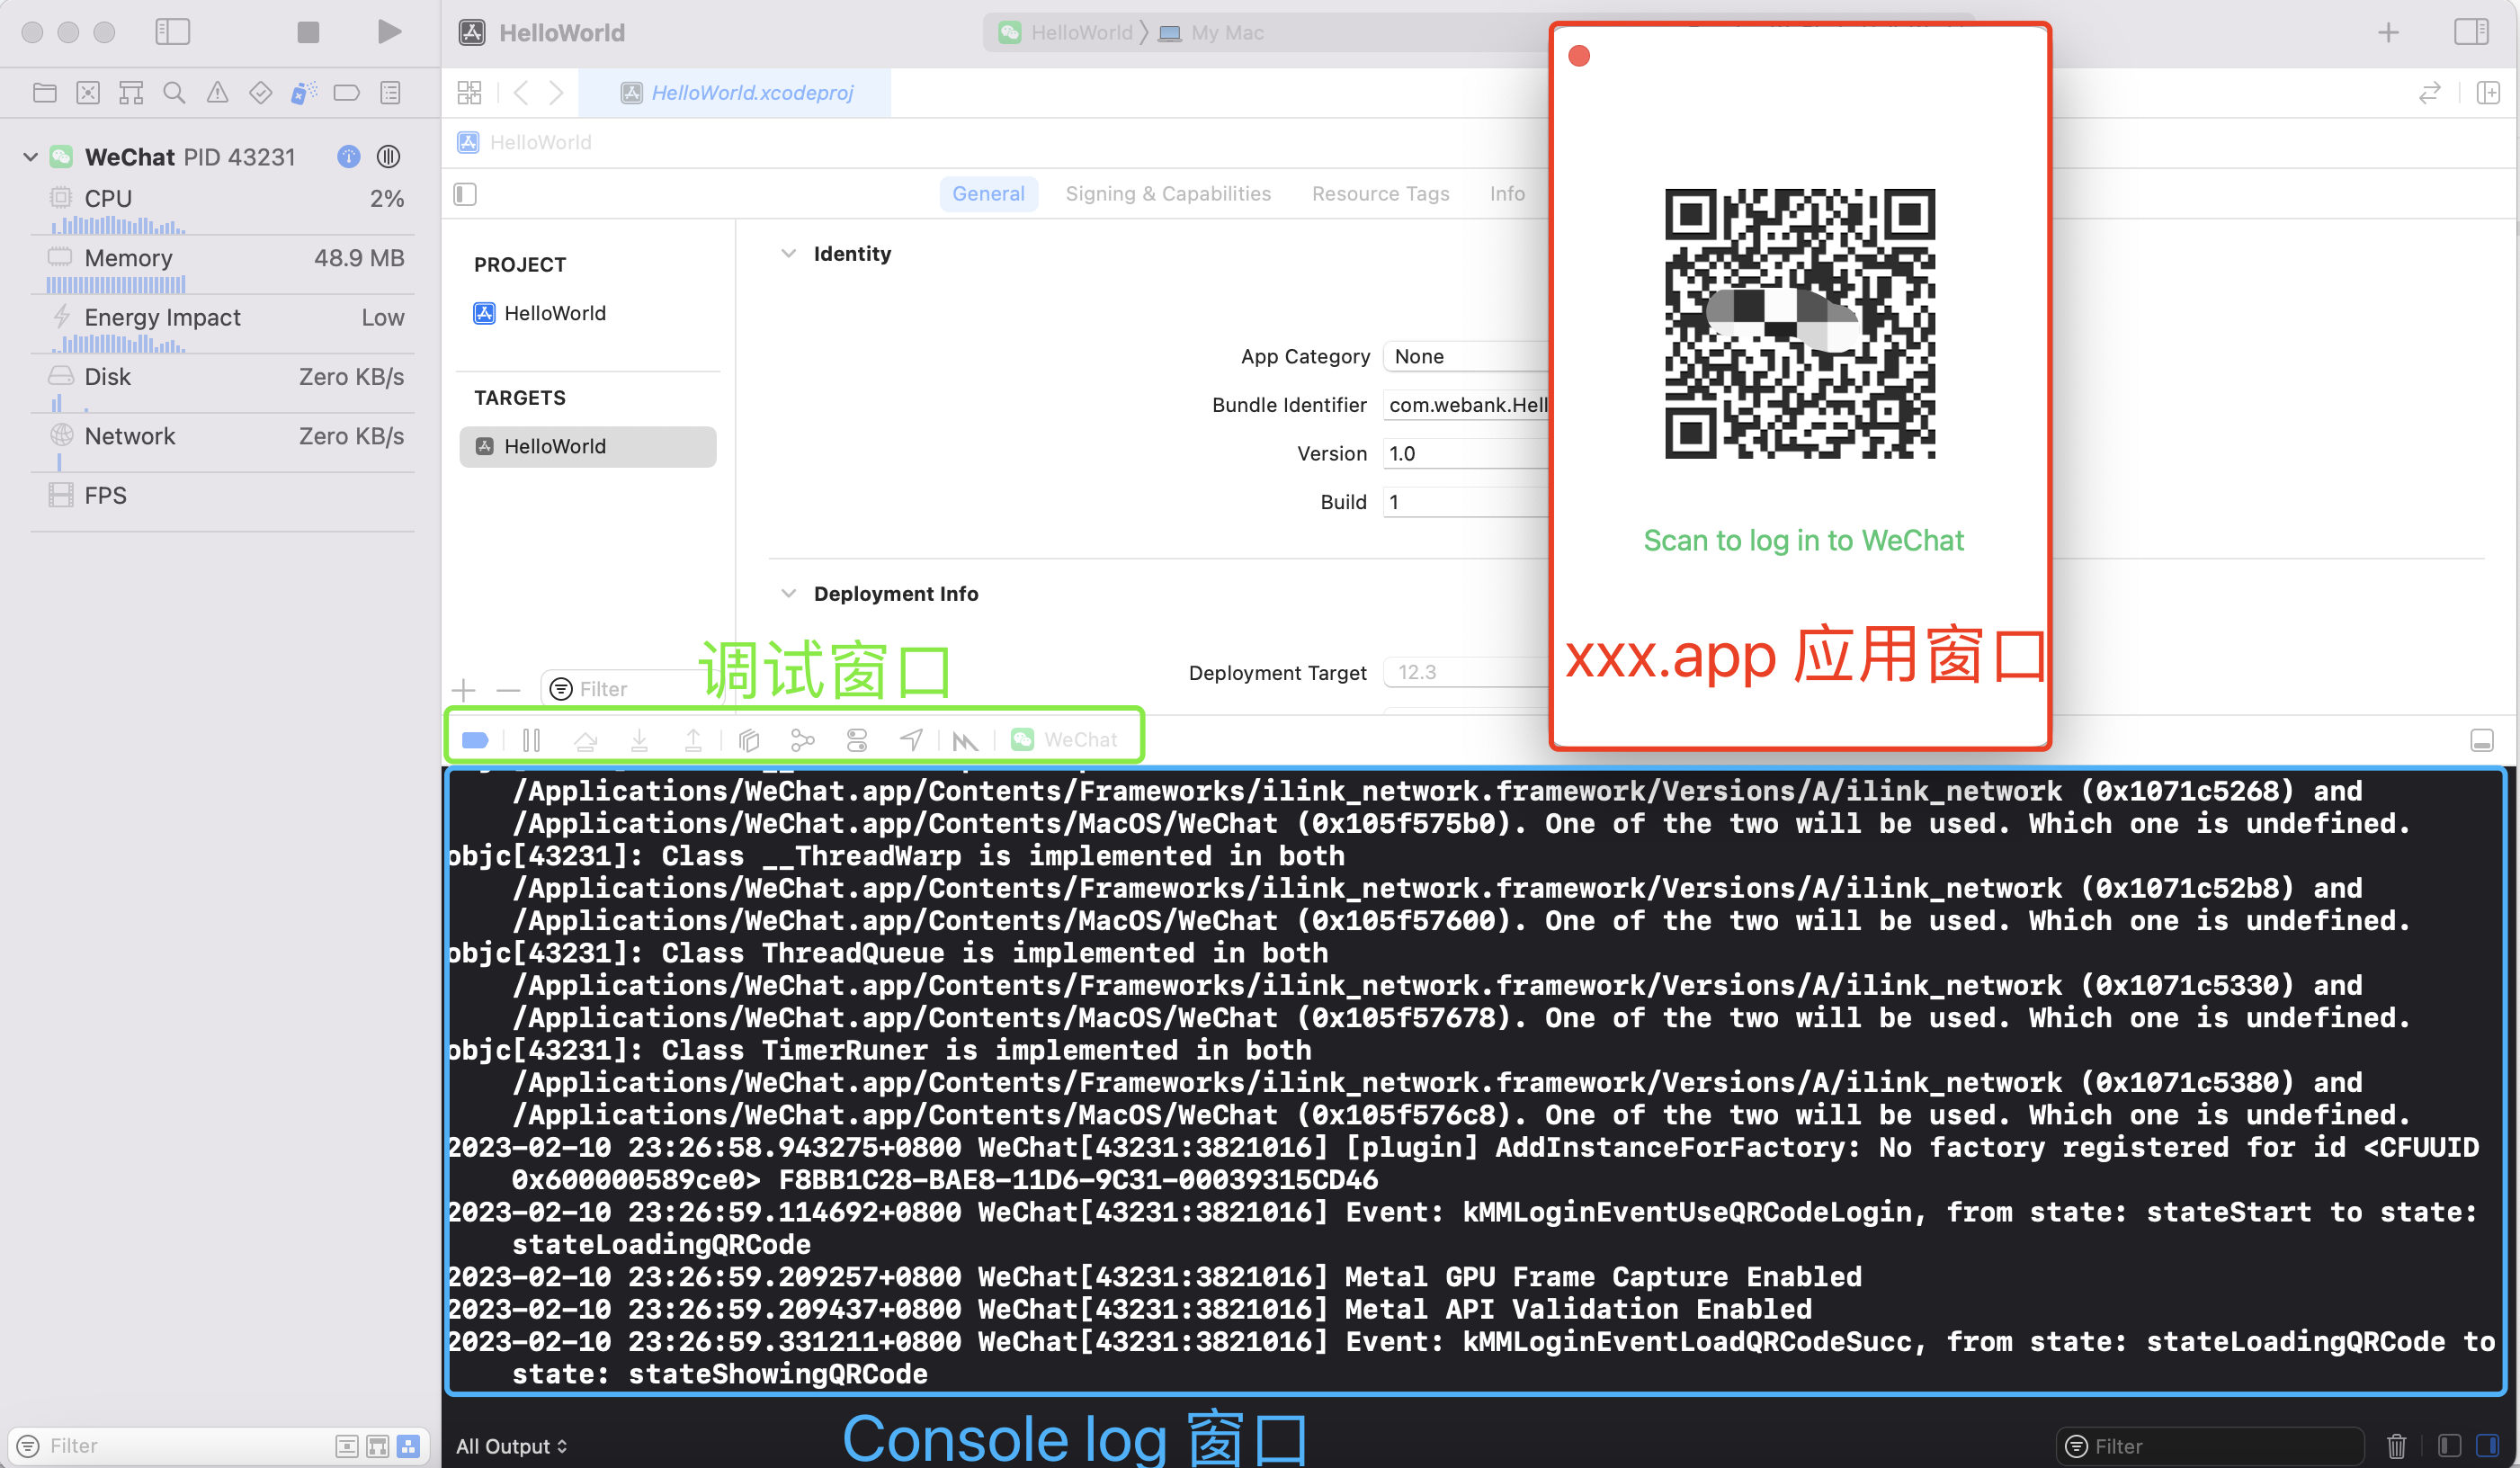 HelloWorld
HelloWorld
My Mac
HelloWorld.xcodeproj
HelloWorld
WeChat PID 43231
CPU 2%
Memory 48.9 MB
Energy Impact Low
Disk Zero KB/s
Network Zero KB/s
FPS
General
Signing & Capabilities
Resource Tags
Info
PROJECT
HelloWorld
TARGETS
HelloWorld
Filter
Identity
App Category None
Bundle Identifier com.webank.Hell
Version 1.0
Build 1
Deployment Info
Deployment Target 12.3
Scan to log in to WeChat
xxx.app 应用窗口
调试窗口
WeChat
/Applications/WeChat.app/Contents/Frameworks/ilink_network.framework/Versions/A/ilink_network (0x1071c5268) and
/Applications/WeChat.app/Contents/MacOS/WeChat (0x105f575b0). One of the two will be used. Which one is undefined.
objc[43231]: Class __ThreadWarp is implemented in both
/Applications/WeChat.app/Contents/Frameworks/ilink_network.framework/Versions/A/ilink_network (0x1071c52b8) and
/Applications/WeChat.app/Contents/MacOS/WeChat (0x105f57600). One of the two will be used. Which one is undefined.
objc[43231]: Class ThreadQueue is implemented in both
/Applications/WeChat.app/Contents/Frameworks/ilink_network.framework/Versions/A/ilink_network (0x1071c5330) and
/Applications/WeChat.app/Contents/MacOS/WeChat (0x105f57678). One of the two will be used. Which one is undefined.
objc[43231]: Class TimerRuner is implemented in both
/Applications/WeChat.app/Contents/Frameworks/ilink_network.framework/Versions/A/ilink_network (0x1071c5380) and
/Applications/WeChat.app/Contents/MacOS/WeChat (0x105f576c8). One of the two will be used. Which one is undefined.
2023-02-10 23:26:58.943275+0800 WeChat[43231:3821016] [plugin] AddInstanceForFactory: No factory registered for id <CFUUID
0x600000589ce0> F8BB1C28-BAE8-11D6-9C31-00039315CD46
2023-02-10 23:26:59.114692+0800 WeChat[43231:3821016] Event: kMMLoginEventUseQRCodeLogin, from state: stateStart to state:
stateLoadingQRCode
2023-02-10 23:26:59.209257+0800 WeChat[43231:3821016] Metal GPU Frame Capture Enabled
2023-02-10 23:26:59.209437+0800 WeChat[43231:3821016] Metal API Validation Enabled
2023-02-10 23:26:59.331211+0800 WeChat[43231:3821016] Event: kMMLoginEventLoadQRCodeSucc, from state: stateLoadingQRCode to
state: stateShowingQRCode
Filter
All Output
Console log 窗口
Filter